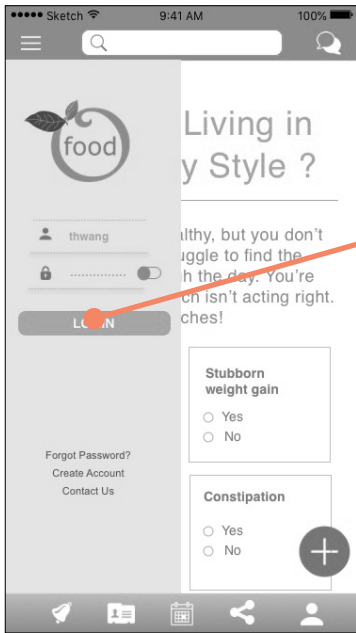 Sketch 9:41 AM 100%
food
Living in
y Style ?
thwang
lthy, but you don't
uggle to find the
h the day. You're
ch isn't acting right.
ches!
LOGIN
Stubborn
weight gain
Yes
No
Forgot Password?
Create Account
Contact Us
Constipation
Yes
No